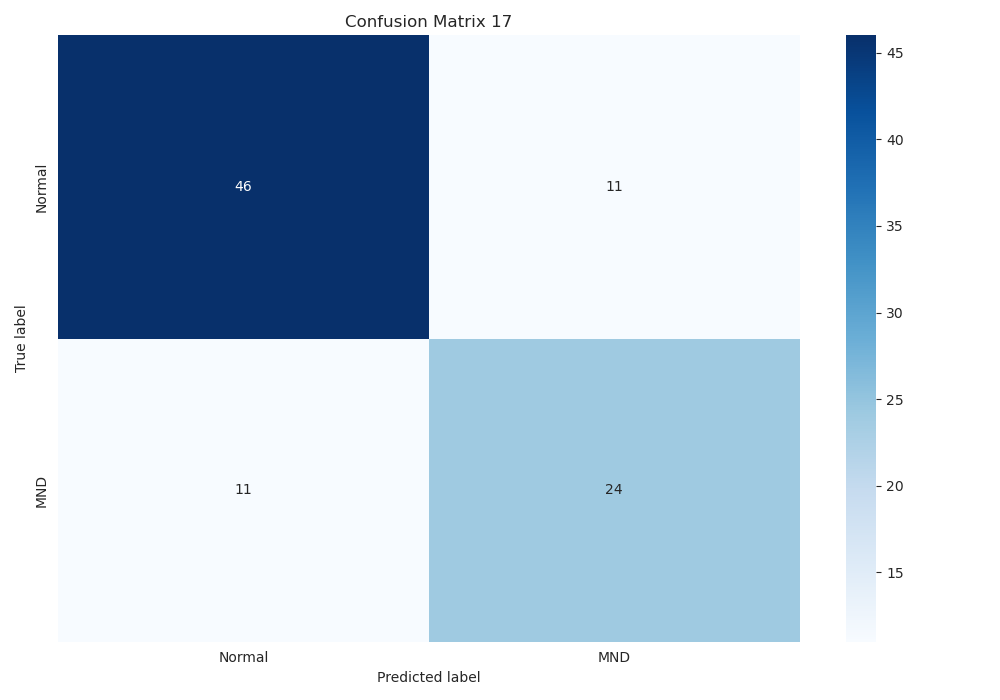 Confusion Matrix 17
True label
Normal
MND
46
11
11
24
Normal
MND
Predicted label
45
40
35
30
25
20
15